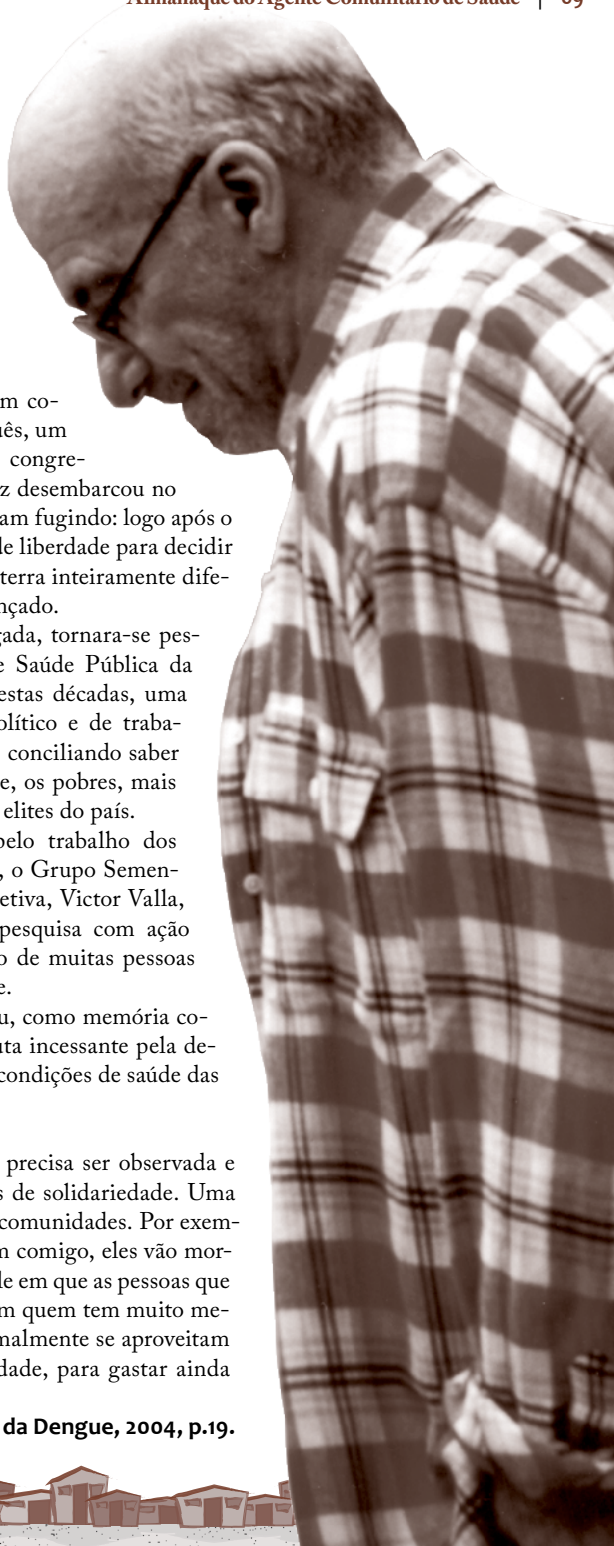 Almanaque do Agente Comunitário de Saúde | 69
m co-
uês, um
congre-
z desembarcou no
am fugindo: logo após o
de liberdade para decidir
terra inteiramente dife-
nçado.
gada, tornara-se pes-
e Saúde Pública da
estas décadas, uma
olítico e de traba-
conciliando saber
e, os pobres, mais
elites do país.
pelo trabalho dos
, o Grupo Semen-
etiva, Victor Valla,
pesquisa com ação
o de muitas pessoas
e.
u, como memória co-
uta incessante pela de-
condições de saúde das
precisa ser observada e
s de solidariedade. Uma
comunidades. Por exem-
m comigo, eles vão mor-
de em que as pessoas que
m quem tem muito me-
malmente se aproveitam
dade, para gastar ainda
da Dengue, 2004, p.19.